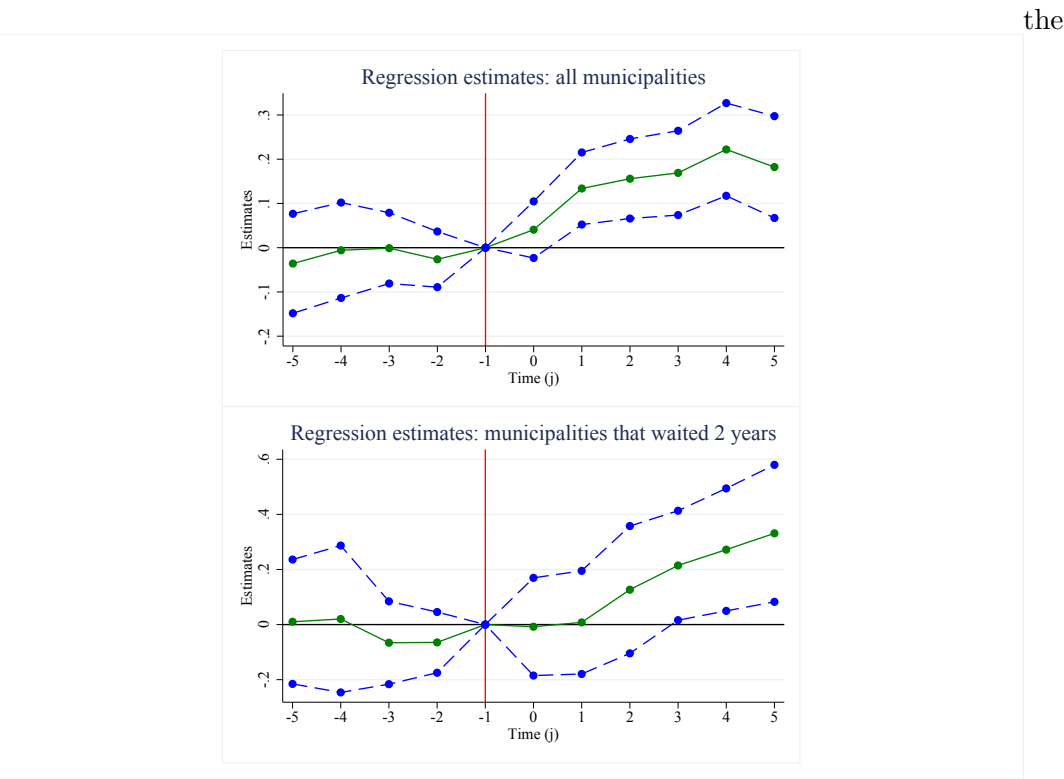 the
Regression estimates: all municipalities
Estimates
.3
.2
.1
0
-.1
-.2
-5 -4 -3 -2 -1 0 1 2 3 4 5
Time (j)
Regression estimates: municipalities that waited 2 years
Estimates
.6
.4
.2
0
-.2
-5 -4 -3 -2 -1 0 1 2 3 4 5
Time (j)